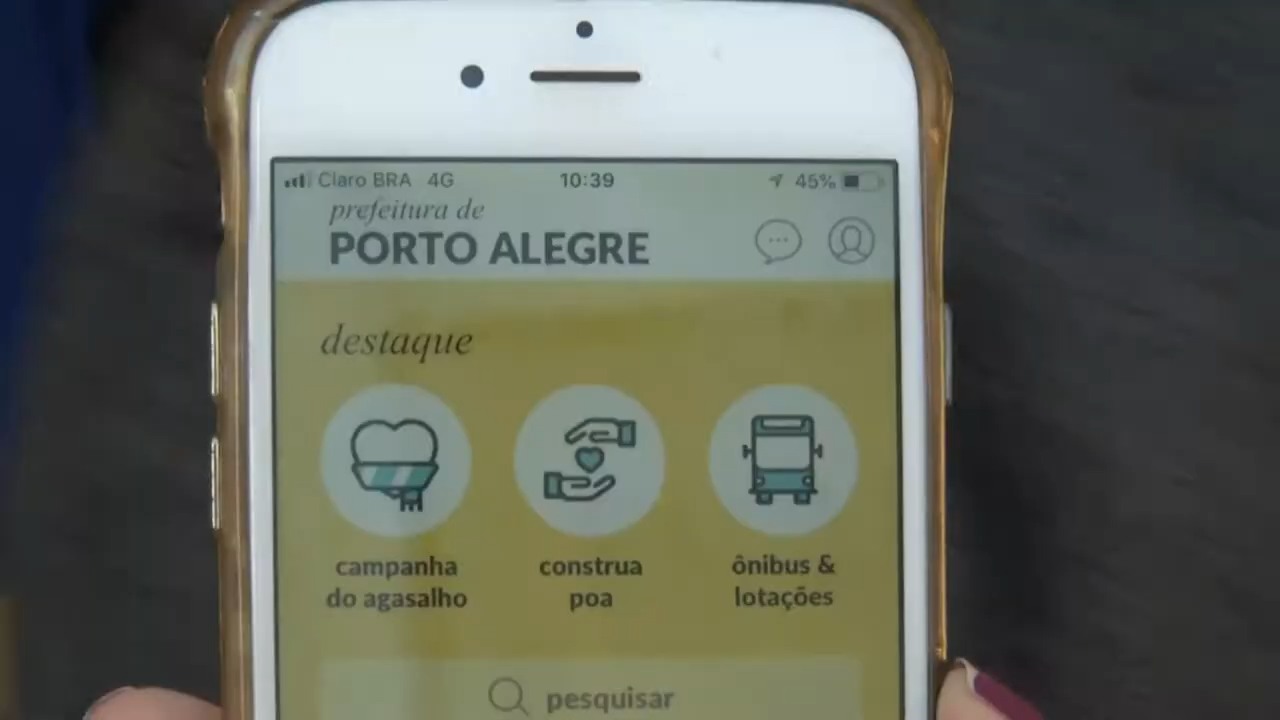 Claro BRA 4G 10:39 45%
prefeitura de
PORTO ALEGRE
destaque
campanha
do agasalho
construa
poa
ônibus &
lotações
pesquisar